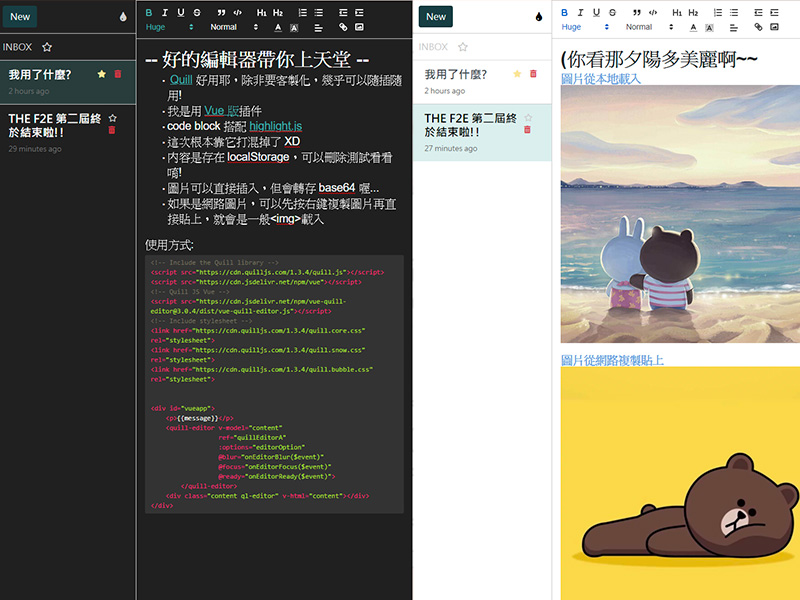 New
INBOX
我用了什麼?
2 hours ago
THE F2E 第二屆終
於結束啦!!
29 minutes ago
B I U S H1 H2
Huge Normal
-- 好的編輯器帶你上天堂 --
• Quill 好用耶，除非要客製化，幾乎可以隨插隨
用!
• 我是用 Vue 版插件
• code block 搭配 highlight.js
• 這次根本靠它打混掉了 XD
• 內容是存在 localStorage，可以刪除測試看看
唷!
• 圖片可以直接插入，但會轉存 base64 喔...
• 如果是網路圖片，可以先按右鍵複製圖片再直
接貼上，就會是一般<img>載入
使用方式:
<!-- Include the Quill library -->
<script src="https://cdn.quilljs.com/1.3.4/quill.js"></script>
<script src="https://cdn.jsdelivr.net/npm/vue"></script>
<!-- Quill JS Vue -->
<script src="https://cdn.jsdelivr.net/npm/vue-quill-
editor@3.0.4/dist/vue-quill-editor.js"></script>
<!-- Include stylesheet -->
<link href="https://cdn.quilljs.com/1.3.4/quill.core.css"
rel="stylesheet">
<link href="https://cdn.quilljs.com/1.3.4/quill.snow.css"
rel="stylesheet">
<link href="https://cdn.quilljs.com/1.3.4/quill.bubble.css"
rel="stylesheet">
<div id="vueapp">
<p>{{message}}</p>
<quill-editor v-model="content"
ref="quillEditorA"
:options="editorOption"
@blur="onEditorBlur($event)"
@focus="onEditorFocus($event)"
@ready="onEditorReady($event)">
</quill-editor>
<div class="content ql-editor" v-html="content"></div>
</div>
New
INBOX
我用了什麼?
2 hours ago
THE F2E 第二屆終
於結束啦!!
27 minutes ago
B I U S H1 H2
Huge Normal
(你看那夕陽多美麗啊~~
圖片從本地載入
圖片從網路複製貼上